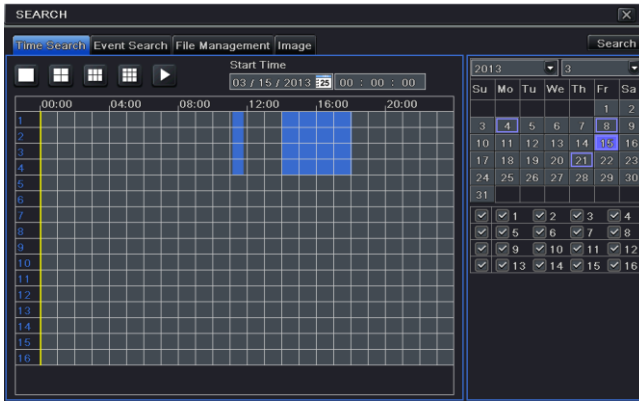 SEARCH
Time Search Event Search File Management Image
Search
Start Time
03 / 15 / 2013 25 00 : 00 : 00
00:00 04:00 08:00 12:00 16:00 20:00
1
2
3
4
5
6
7
8
9
10
11
12
13
14
15
16
2013 3
Su Mo Tu We Th Fr Sa
1 2
3 4 5 6 7 8 9
10 11 12 13 14 15 16
17 18 19 20 21 22 23
24 25 26 27 28 29 30
31
1 2 3 4
5 6 7 8
9 10 11 12
13 14 15 16